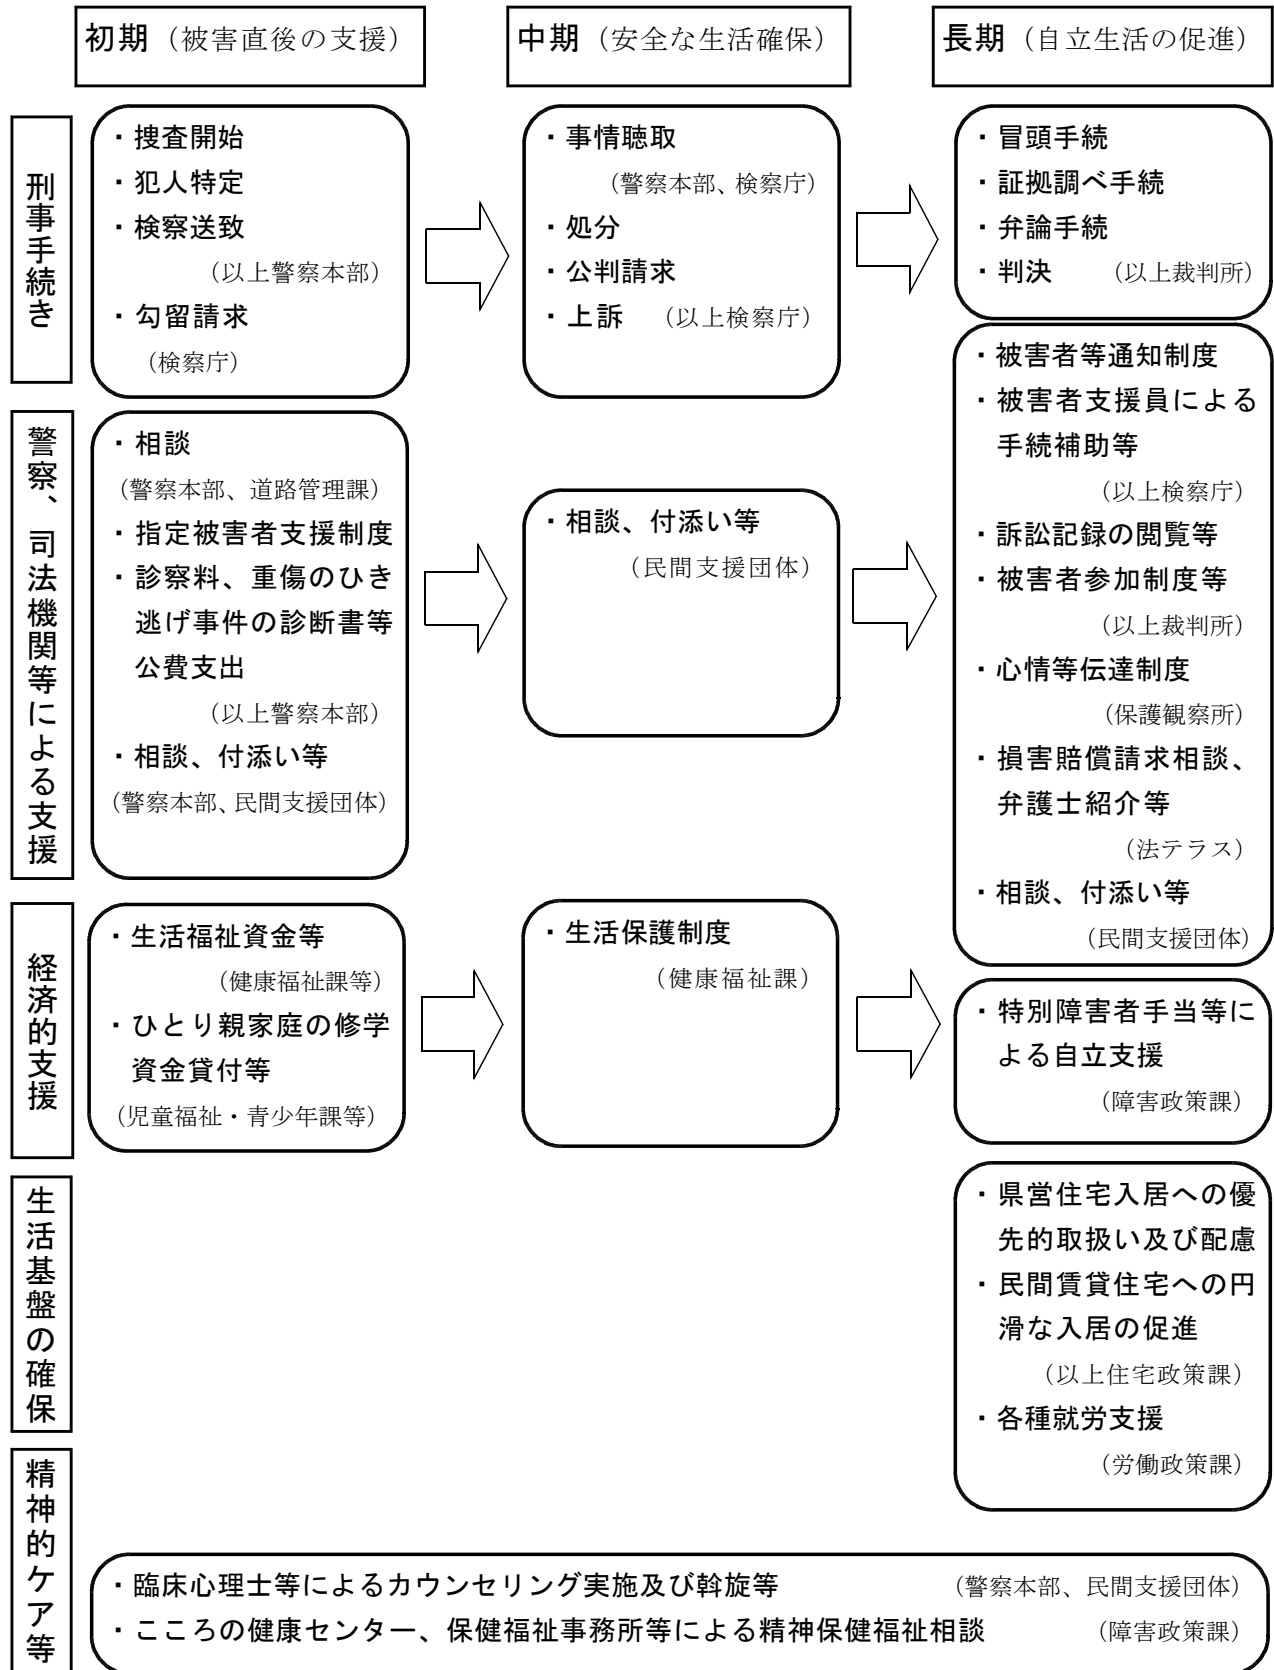 初期（被害直後の支援）
中期（安全な生活確保）
長期（自立生活の促進）
刑事手続き
・捜査開始
・犯人特定
・検察送致
（以上警察本部）
・勾留請求
（検察庁）
・事情聴取
（警察本部、検察庁）
・処分
・公判請求
・上訴　（以上検察庁）
・冒頭手続
・証拠調べ手続
・弁論手続
・判決　（以上裁判所）
警察、司法機関等による支援
・相談
（警察本部、道路管理課）
・指定被害者支援制度
・診察料、重傷のひき
逃げ事件の診断書等
公費支出
（以上警察本部）
・相談、付添い等
（警察本部、民間支援団体）
・相談、付添い等
（民間支援団体）
・被害者等通知制度
・被害者支援員による
手続補助等
（以上検察庁）
・訴訟記録の閲覧等
・被害者参加制度等
（以上裁判所）
・心情等伝達制度
（保護観察所）
・損害賠償請求相談、
弁護士紹介等
（法テラス）
・相談、付添い等
（民間支援団体）
経済的支援
・生活福祉資金等
（健康福祉課等）
・ひとり親家庭の修学
資金貸付等
（児童福祉・青少年課等）
・生活保護制度
（健康福祉課）
・特別障害者手当等に
よる自立支援
（障害政策課）
生活基盤の確保
・県営住宅入居への優
先的取扱い及び配慮
・民間賃貸住宅への円
滑な入居の促進
（以上住宅政策課）
・各種就労支援
（労働政策課）
精神的ケア等
・臨床心理士等によるカウンセリング実施及び斡旋等　（警察本部、民間支援団体）
・こころの健康センター、保健福祉事務所等による精神保健福祉相談　（障害政策課）